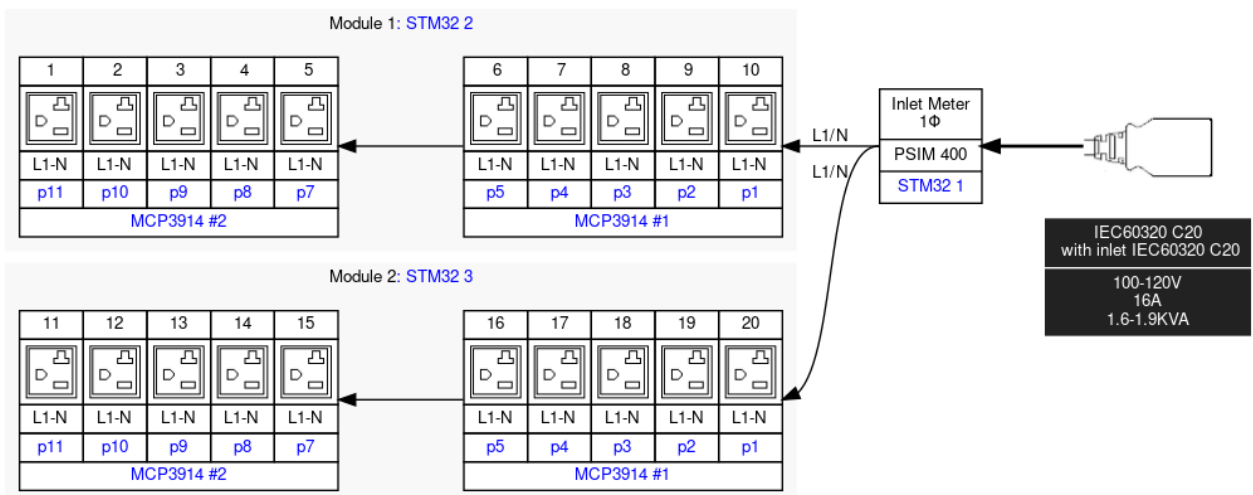 Module 1: STM32 2
1 2 3 4 5
L1-N L1-N L1-N L1-N L1-N
p11 p10 p9 p8 p7
MCP3914 #2
6 7 8 9 10
L1-N L1-N L1-N L1-N L1-N
p5 p4 p3 p2 p1
MCP3914 #1
L1/N
L1/N
Inlet Meter
1Φ
PSIM 400
STM32 1
IEC60320 C20
with inlet IEC60320 C20
100-120V
16A
1.6-1.9KVA
Module 2: STM32 3
11 12 13 14 15
L1-N L1-N L1-N L1-N L1-N
p11 p10 p9 p8 p7
MCP3914 #2
16 17 18 19 20
L1-N L1-N L1-N L1-N L1-N
p5 p4 p3 p2 p1
MCP3914 #1